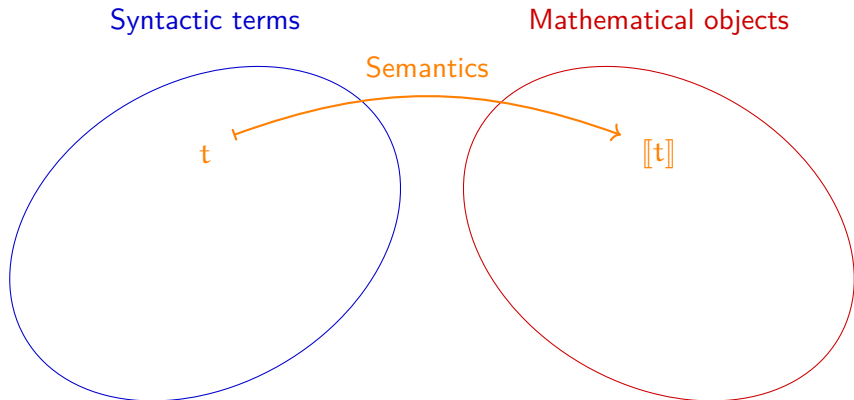 Syntactic terms
Mathematical objects
Semantics
t
⟦t⟧